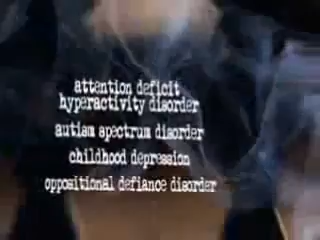 attention deficit
hyperactivity disorder
autism spectrum disorder
childhood depression
oppositional defiance disorder